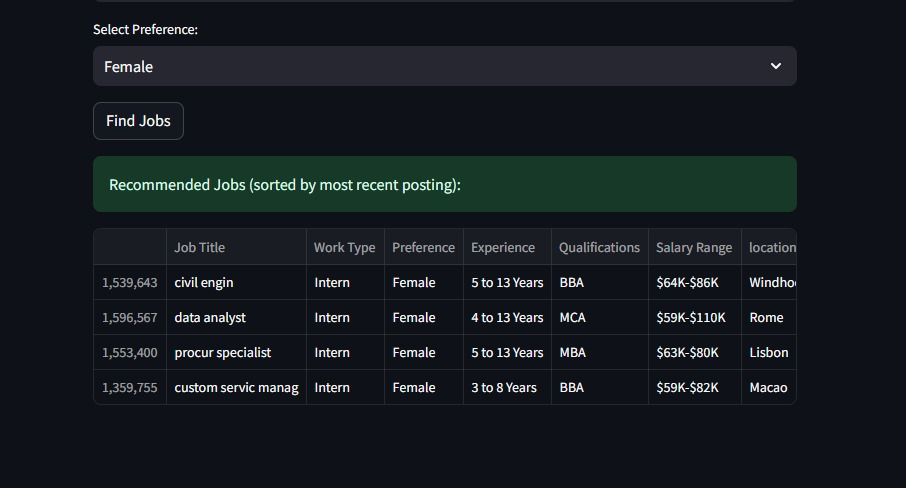 Select Preference:
Female
Find Jobs
Recommended Jobs (sorted by most recent posting):
Job Title Work Type Preference Experience Qualifications Salary Range location
1,539,643 civil engin Intern Female 5 to 13 Years BBA $64K-$86K Windho
1,596,567 data analyst Intern Female 4 to 13 Years MCA $59K-$110K Rome
1,553,400 procur specialist Intern Female 5 to 13 Years MBA $63K-$80K Lisbon
1,359,755 custom servic manag Intern Female 3 to 8 Years BBA $59K-$82K Macao